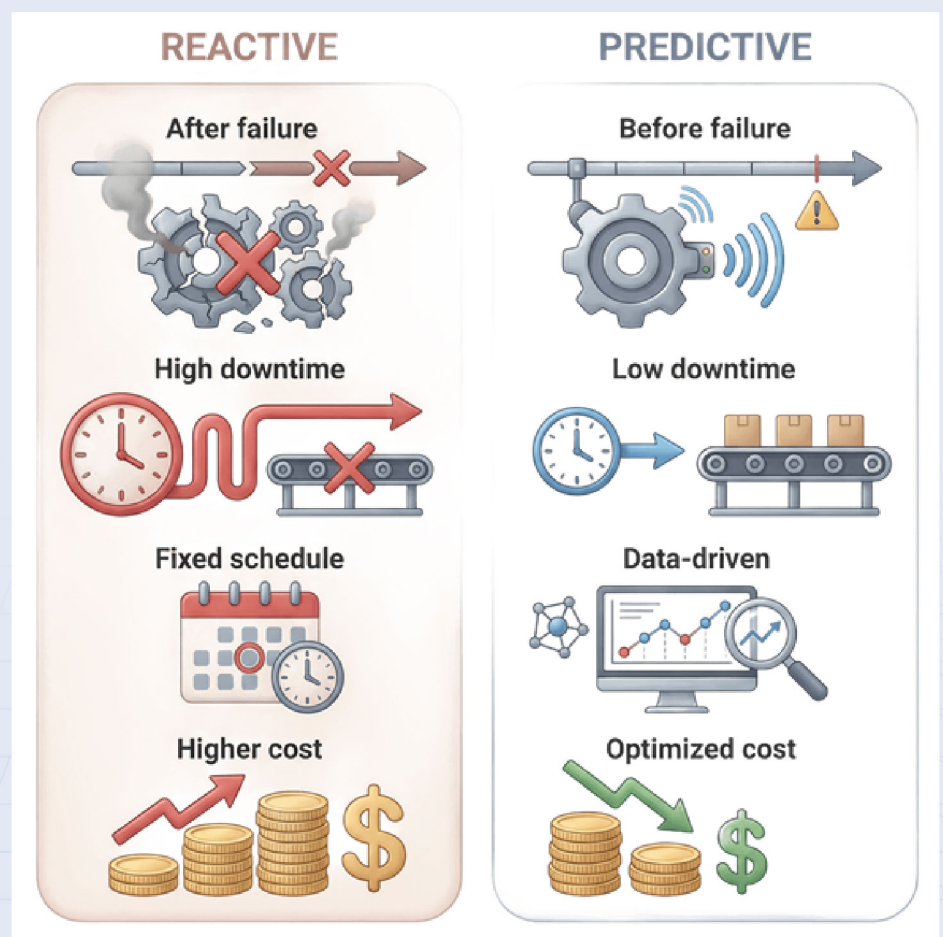 REACTIVE
After failure
High downtime
Fixed schedule
Higher cost
PREDICTIVE
Before failure
Low downtime
Data-driven
Optimized cost